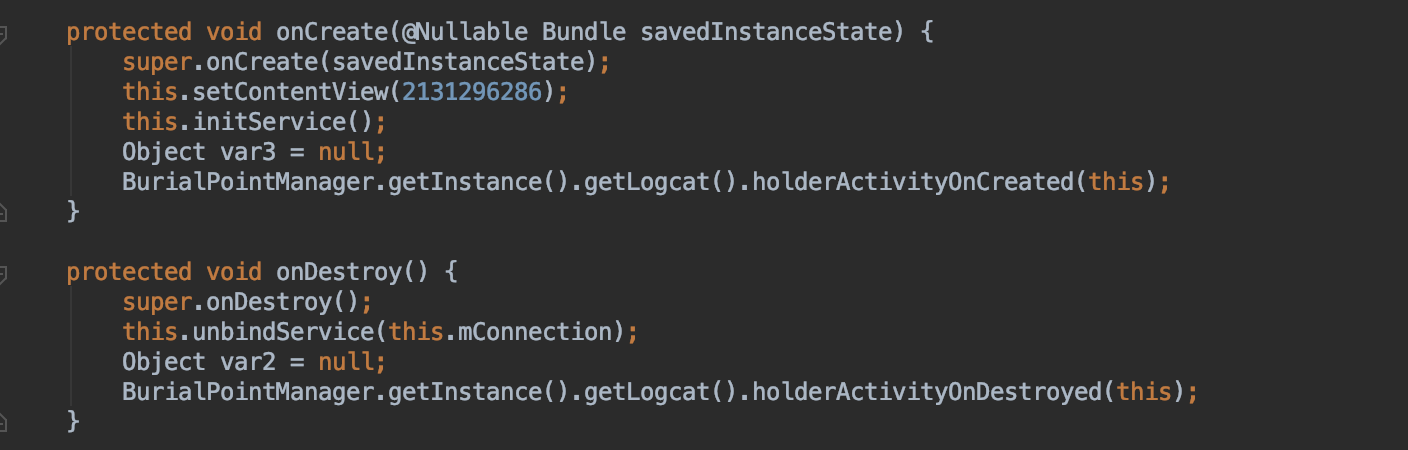 protected void onCreate(@Nullable Bundle savedInstanceState) {
super.onCreate(savedInstanceState);
this.setContentView(2131296286);
this.initService();
Object var3 = null;
BurialPointManager.getInstance().getLogcat().holderActivityOnCreated(this);
}
protected void onDestroy() {
super.onDestroy();
this.unbindService(this.mConnection);
Object var2 = null;
BurialPointManager.getInstance().getLogcat().holderActivityOnDestroyed(this);
}